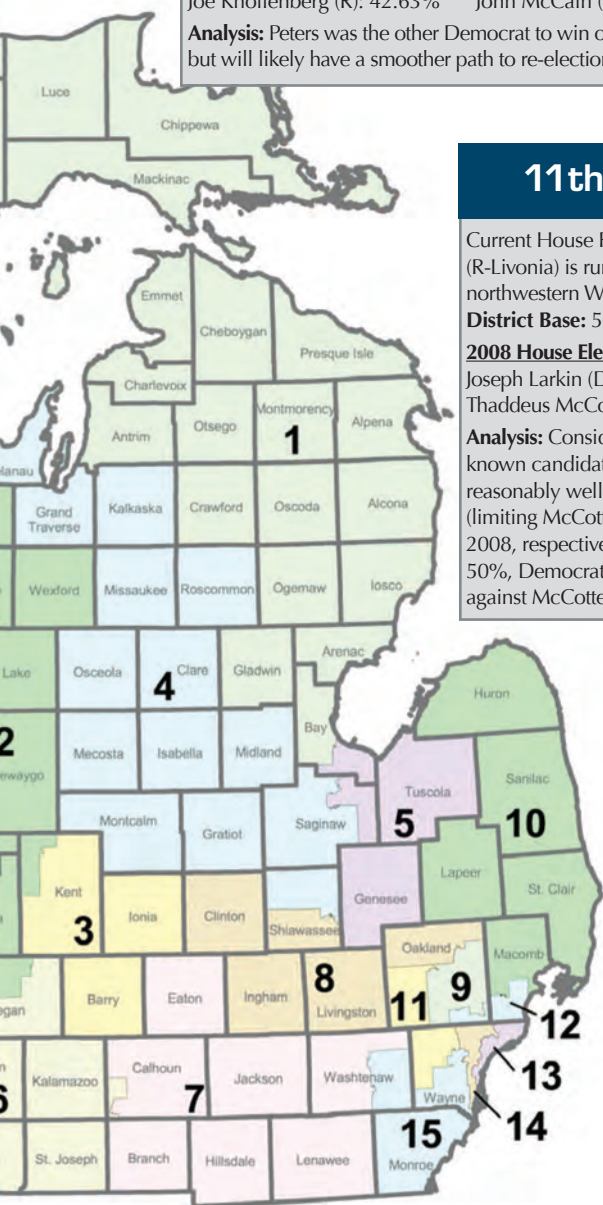 Joe Knollenberg (R): 42.63% John McCain (
Analysis: Peters was the other Democrat to win o
but will likely have a smoother path to re-election
11th
Current House R
(R-Livonia) is run
northwestern W
District Base: 5
2008 House Ele
Joseph Larkin (D
Thaddeus McCo
Analysis: Consid
known candidat
reasonably well
(limiting McCott
2008, respective
50%, Democrat
against McCotte
Luce
Chippewa
Mackinac
Emmet
Cheboygan
Presque Isle
Charlevoix
Antrim
Otsego
Montmorency
1
Alpena
lanau
Grand
Traverse
Kalkaska
Crawford
Oscoda
Alcona
Wexford
Missaukee
Roscommon
Ogemaw
Iosco
Lake
Osceola
4
Clare
Gladwin
Arenac
2
ewaygo
Mecosta
Isabella
Midland
Bay
Huron
Montcalm
Gratiot
Saginaw
Tuscola
5
Sanilac
10
Kent
3
Ionia
Clinton
Shiawassee
Genesee
Lapeer
St. Clair
egan
Barry
Eaton
Ingham
8
Livingston
Oakland
11
9
Macomb
12
n
6
Kalamazoo
Calhoun
7
Jackson
Washtenaw
Wayne
13
14
St. Joseph
Branch
Hillsdale
Lenawee
15
Monroe